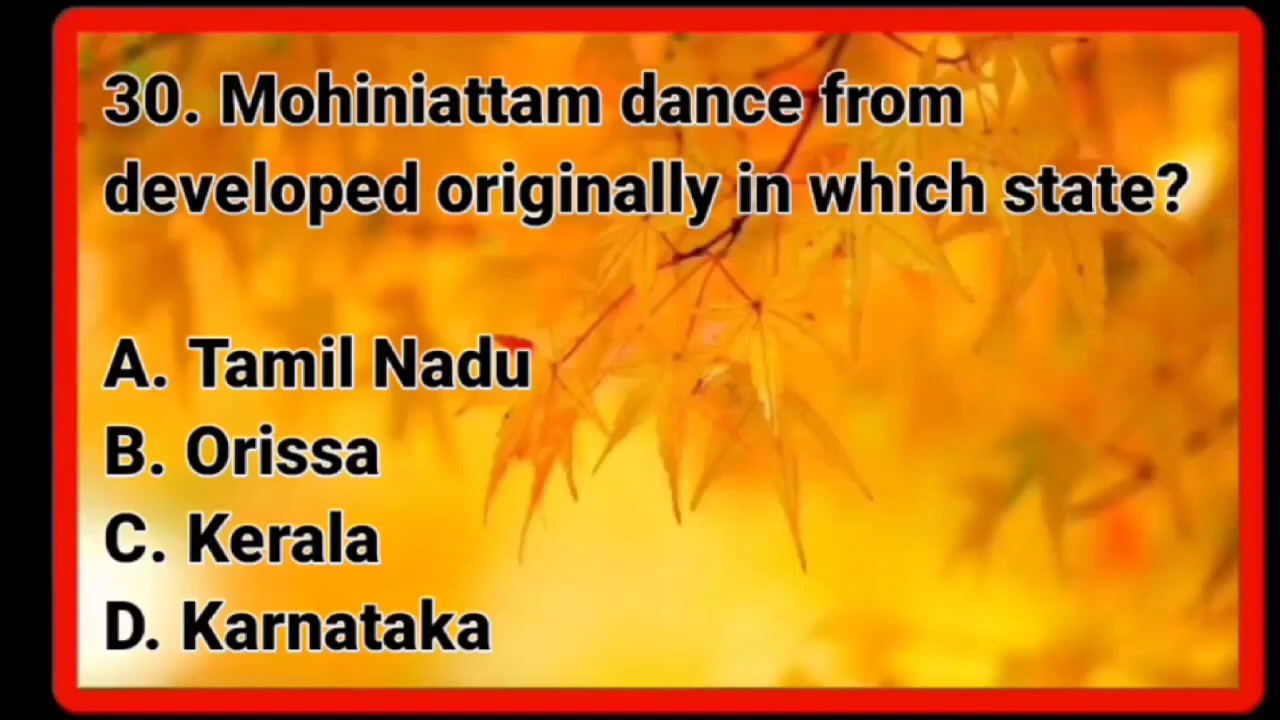 30. Mohiniattam dance from
developed originally in which state?
A. Tamil Nadu
B. Orissa
C. Kerala
D. Karnataka